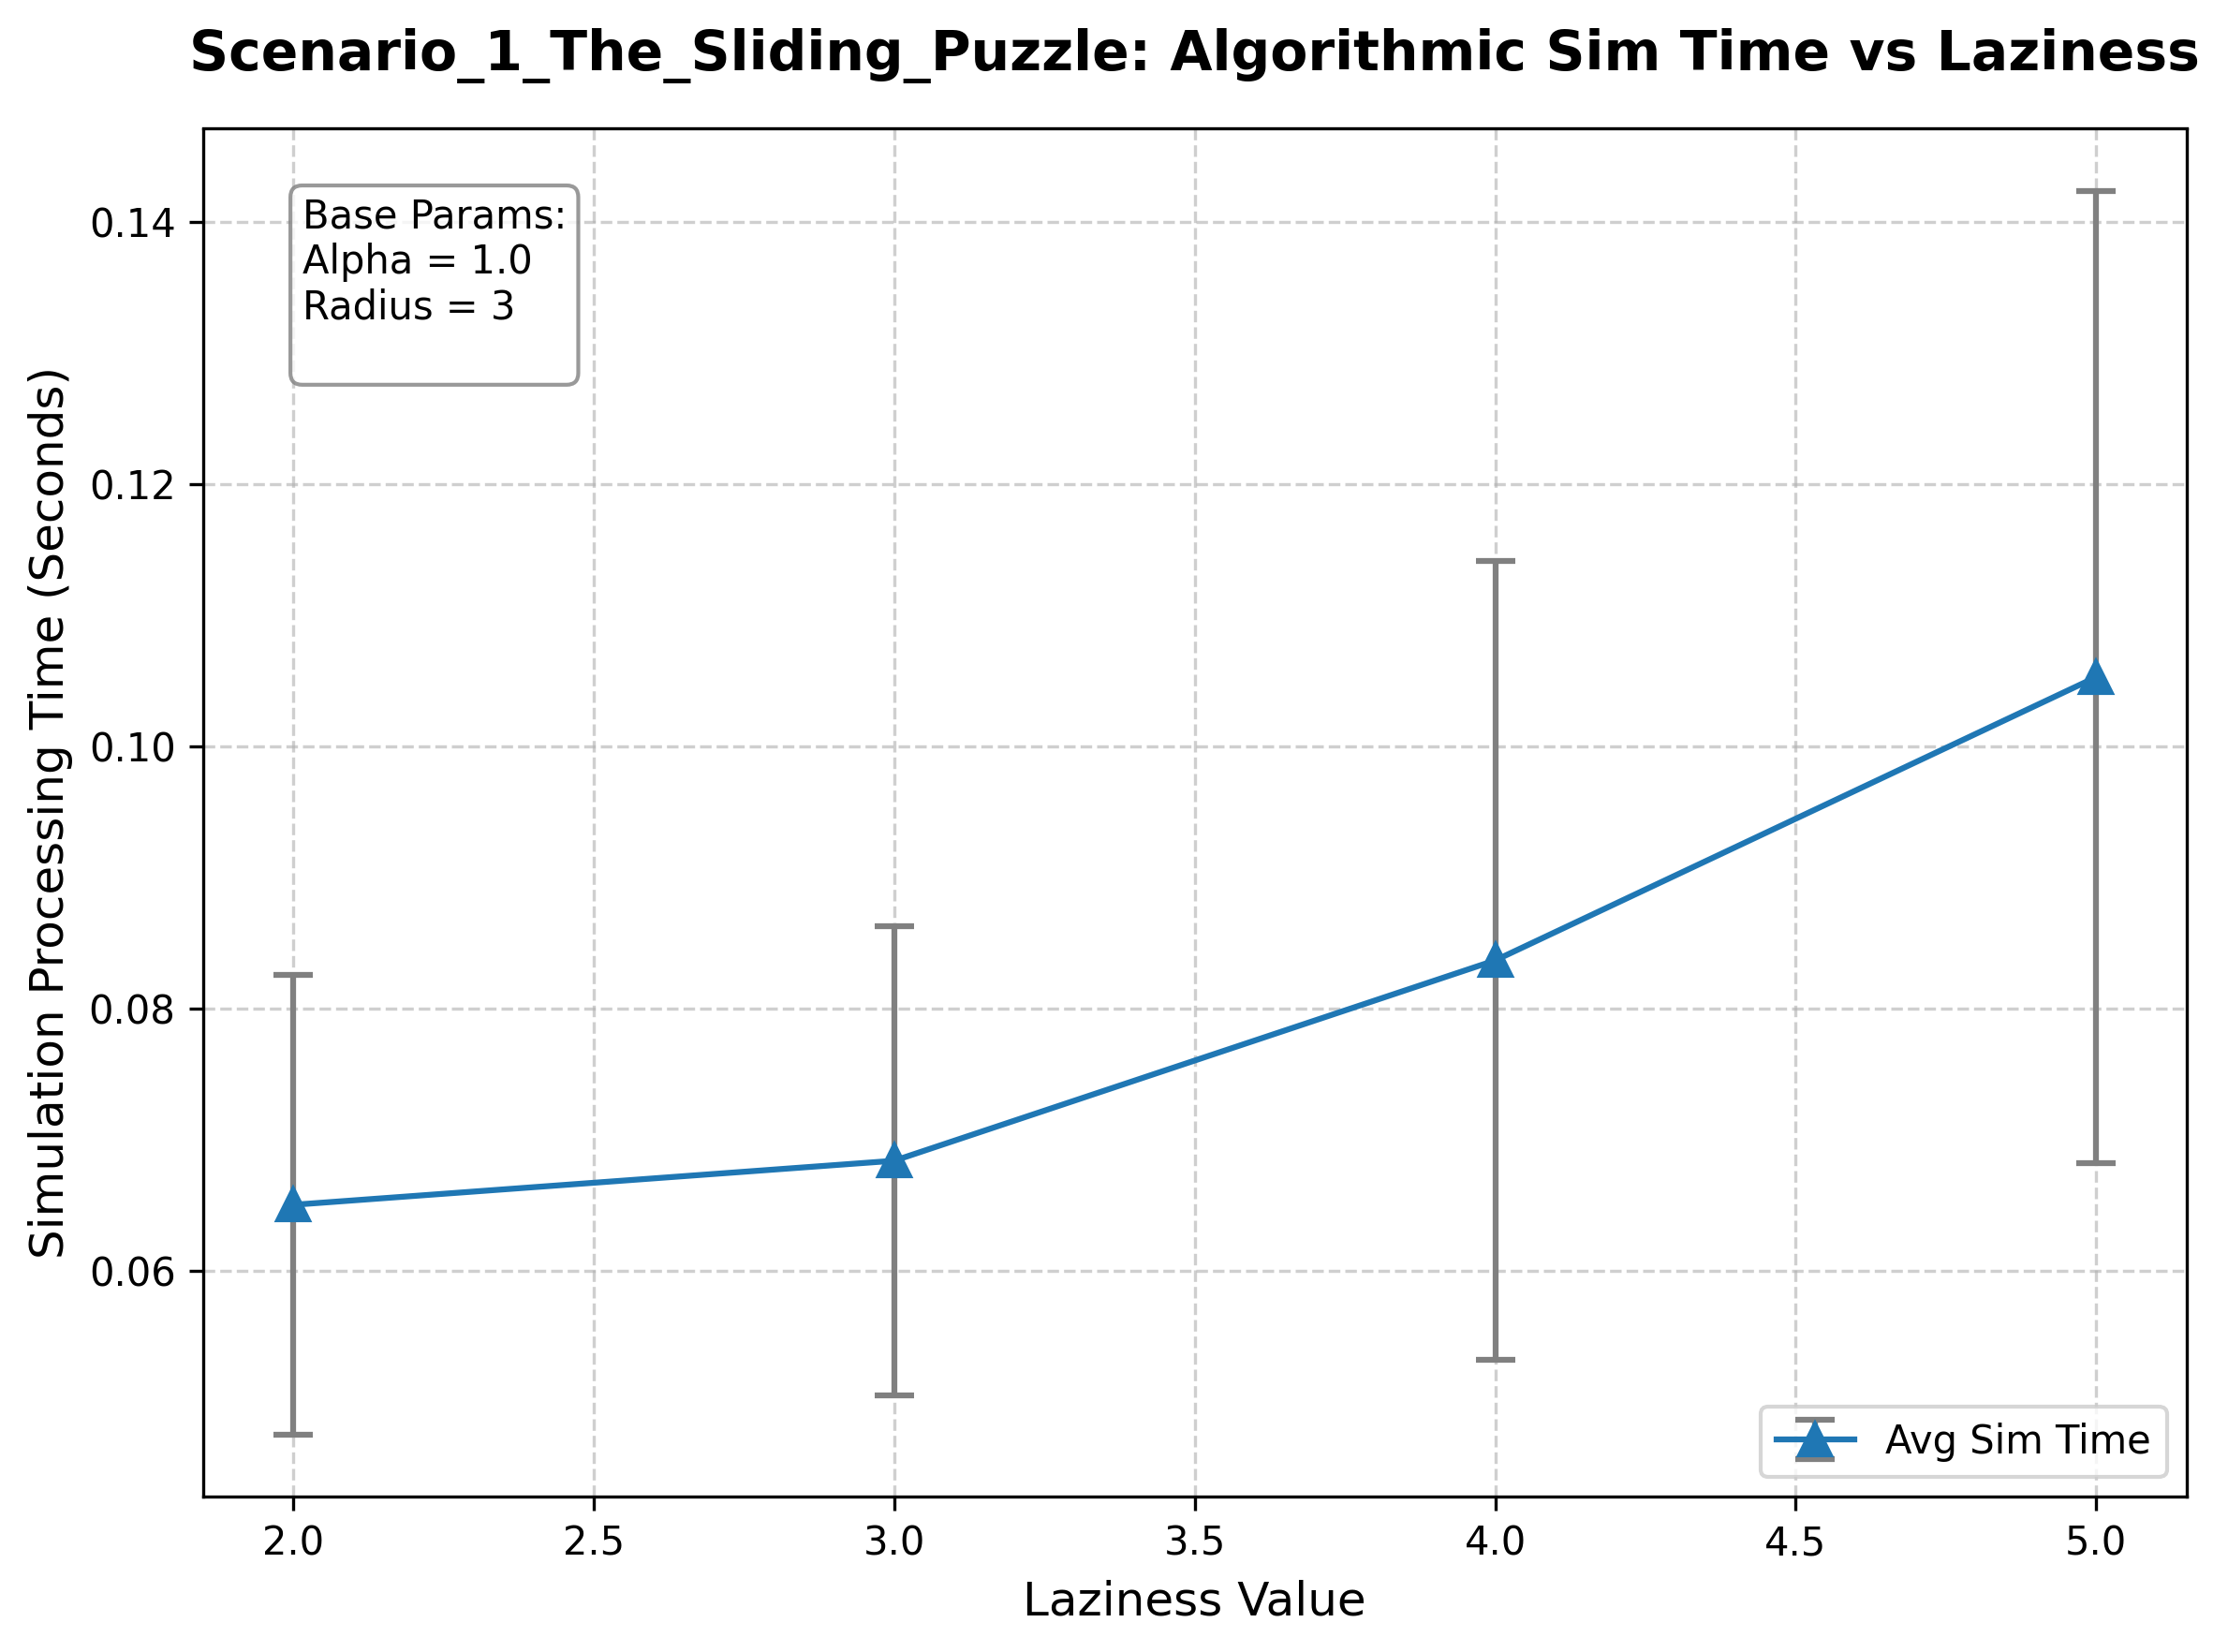 Scenario_1_The_Sliding_Puzzle: Algorithmic Sim Time vs Laziness
Base Params:
Alpha = 1.0
Radius = 3
Simulation Processing Time (Seconds)
0.14
0.12
0.10
0.08
0.06
Avg Sim Time
2.0 2.5 3.0 3.5 4.0 4.5 5.0
Laziness Value